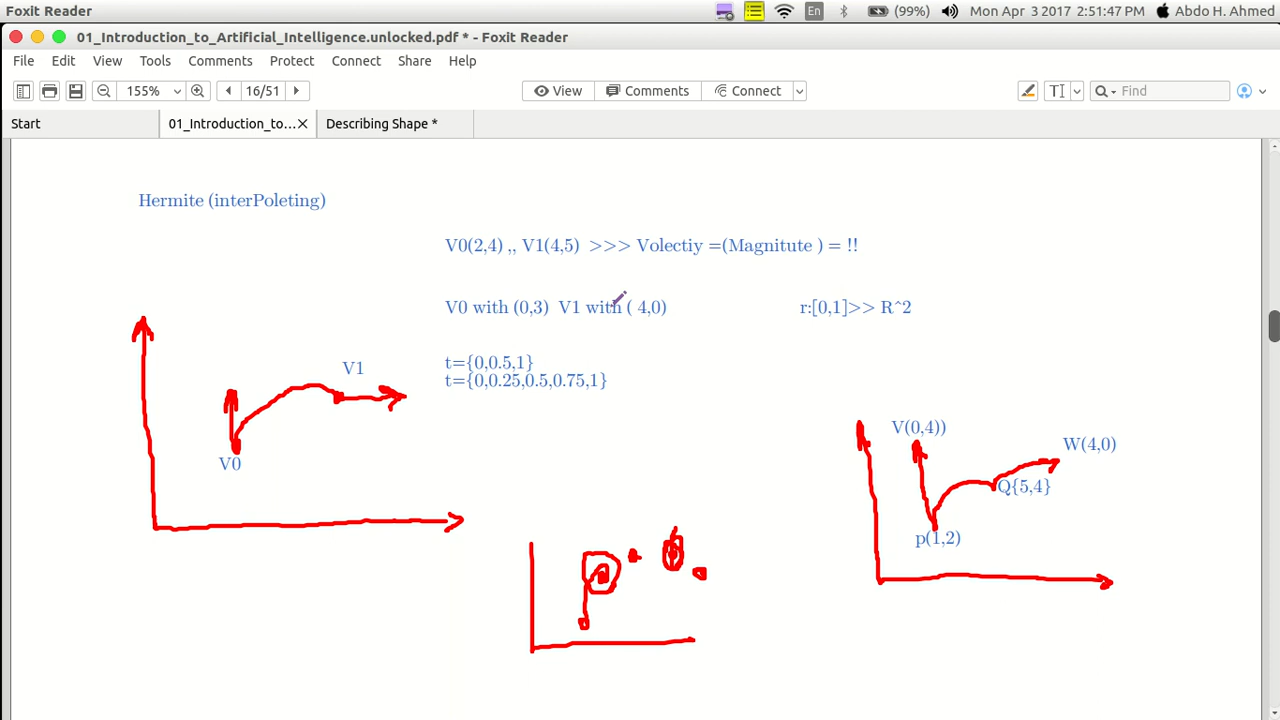 Foxit Reader En (99%) Mon Apr 3 2017 2:51:47 PM Abdo H. Ahmed
01_Introduction_to_Artificial_Intelligence.unlocked.pdf * - Foxit Reader
File Edit View Tools Comments Protect Connect Share Help
155% 16/51 View Comments Connect Find
Start 01_Introduction_to... Describing Shape *
Hermite (interPoleting)
V0(2,4) ,, V1(4,5) >>> Volectiy =(Magnitute ) = !!
V0 with (0,3) V1 with ( 4,0) r:[0,1]>> R^2
t={0,0.5,1}
t={0,0.25,0.5,0.75,1}
V1
V0
V(0,4))
W(4,0)
Q{5,4}
p(1,2)